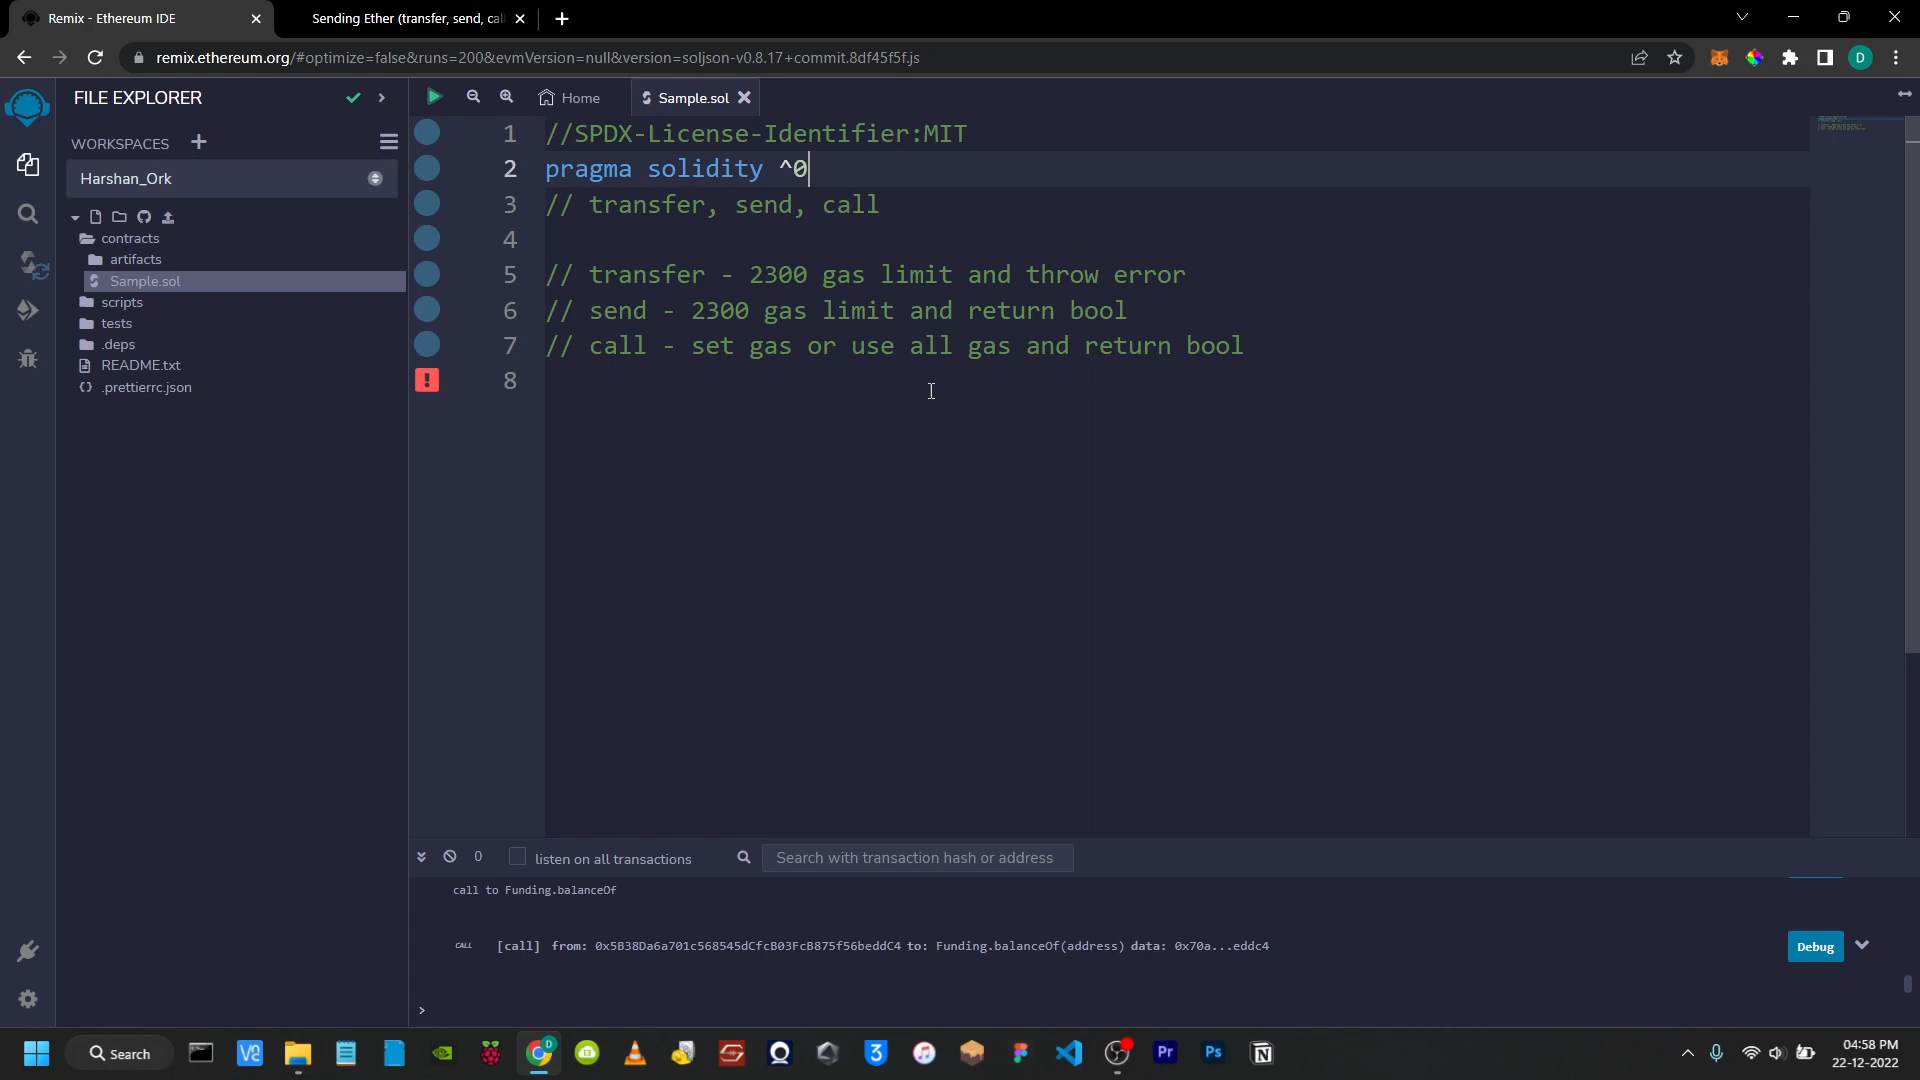 Remix - Ethereum IDE
Sending Ether (transfer, send, cal
remix.ethereum.org/#optimize=false&runs=200&evmVersion=null&version=soljson-v0.8.17+commit.8df45f5f.js
D
FILE EXPLORER
Home
Sample.sol
WORKSPACES
Harshan_Ork
contracts
artifacts
Sample.sol
scripts
tests
.deps
README.txt
.prettierrc.json
1 //SPDX-License-Identifier:MIT
2 pragma solidity ^0
3 // transfer, send, call
4
5 // transfer - 2300 gas limit and throw error
6 // send - 2300 gas limit and return bool
7 // call - set gas or use all gas and return bool
8
0 listen on all transactions Search with transaction hash or address
call to Funding.balanceOf
CALL [call] from: 0x5B38Da6a701c568545dCfcB03FcB875f56beddC4 to: Funding.balanceOf(address) data: 0x70a...eddc4 Debug
>
Search
D
Pr
Ps
04:58 PM
22-12-2022